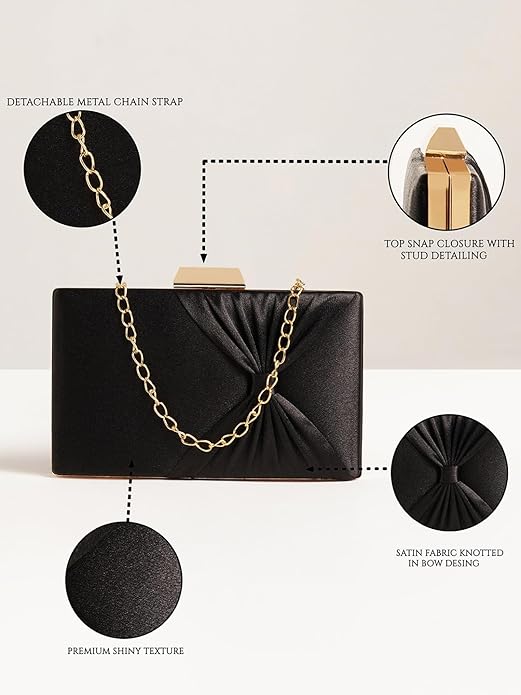 DETACHABLE METAL CHAIN STRAP
TOP SNAP CLOSURE WITH
STUD DETAILING
SATIN FABRIC KNOTTED
IN BOW DESING
PREMIUM SHINY TEXTURE